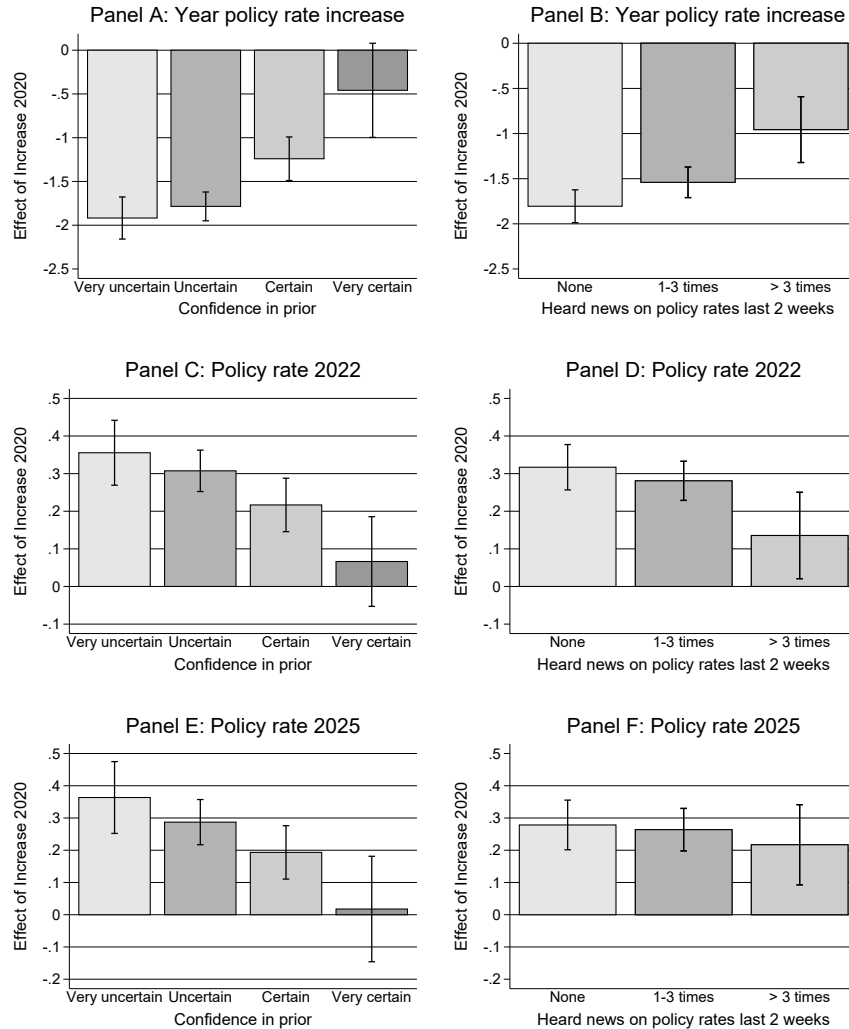 Panel A: Year policy rate increase
Effect of Increase 2020
0
-.5
-1
-1.5
-2
-2.5
Very uncertain Uncertain Certain Very certain
Confidence in prior
Panel B: Year policy rate increase
Effect of Increase 2020
0
-.5
-1
-1.5
-2
-2.5
None 1-3 times > 3 times
Heard news on policy rates last 2 weeks
Panel C: Policy rate 2022
Effect of Increase 2020
.5
.4
.3
.2
.1
0
-.1
Very uncertain Uncertain Certain Very certain
Confidence in prior
Panel D: Policy rate 2022
Effect of Increase 2020
.5
.4
.3
.2
.1
0
-.1
None 1-3 times > 3 times
Heard news on policy rates last 2 weeks
Panel E: Policy rate 2025
Effect of Increase 2020
.5
.4
.3
.2
.1
0
-.1
-.2
Very uncertain Uncertain Certain Very certain
Confidence in prior
Panel F: Policy rate 2025
Effect of Increase 2020
.5
.4
.3
.2
.1
0
-.1
-.2
None 1-3 times > 3 times
Heard news on policy rates last 2 weeks